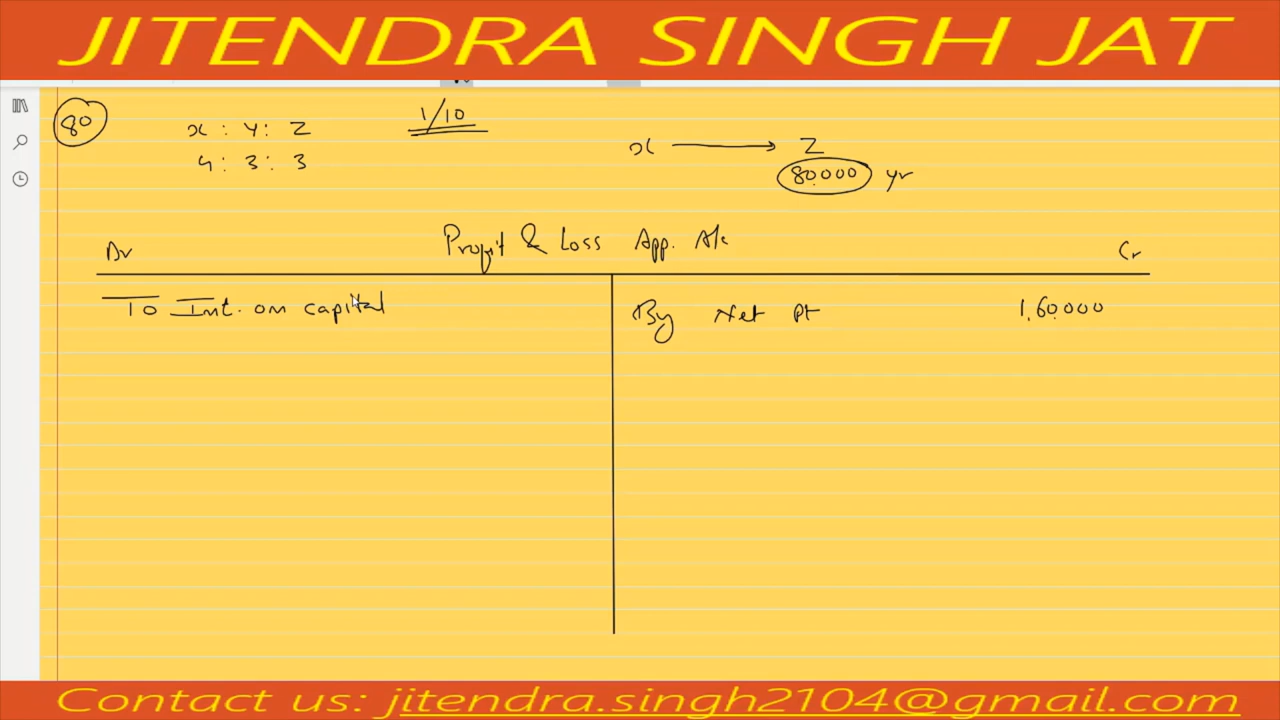 JITENDRA SINGH JAT
80
x : y : z
1/10
4 : 3 : 3
x → z
80,000 yr
Profit & Loss App. A/c
Dr
Cr
To Int. on capital
By Net Pt 1,60,000
Contact us: jitendra.singh2104@gmail.com